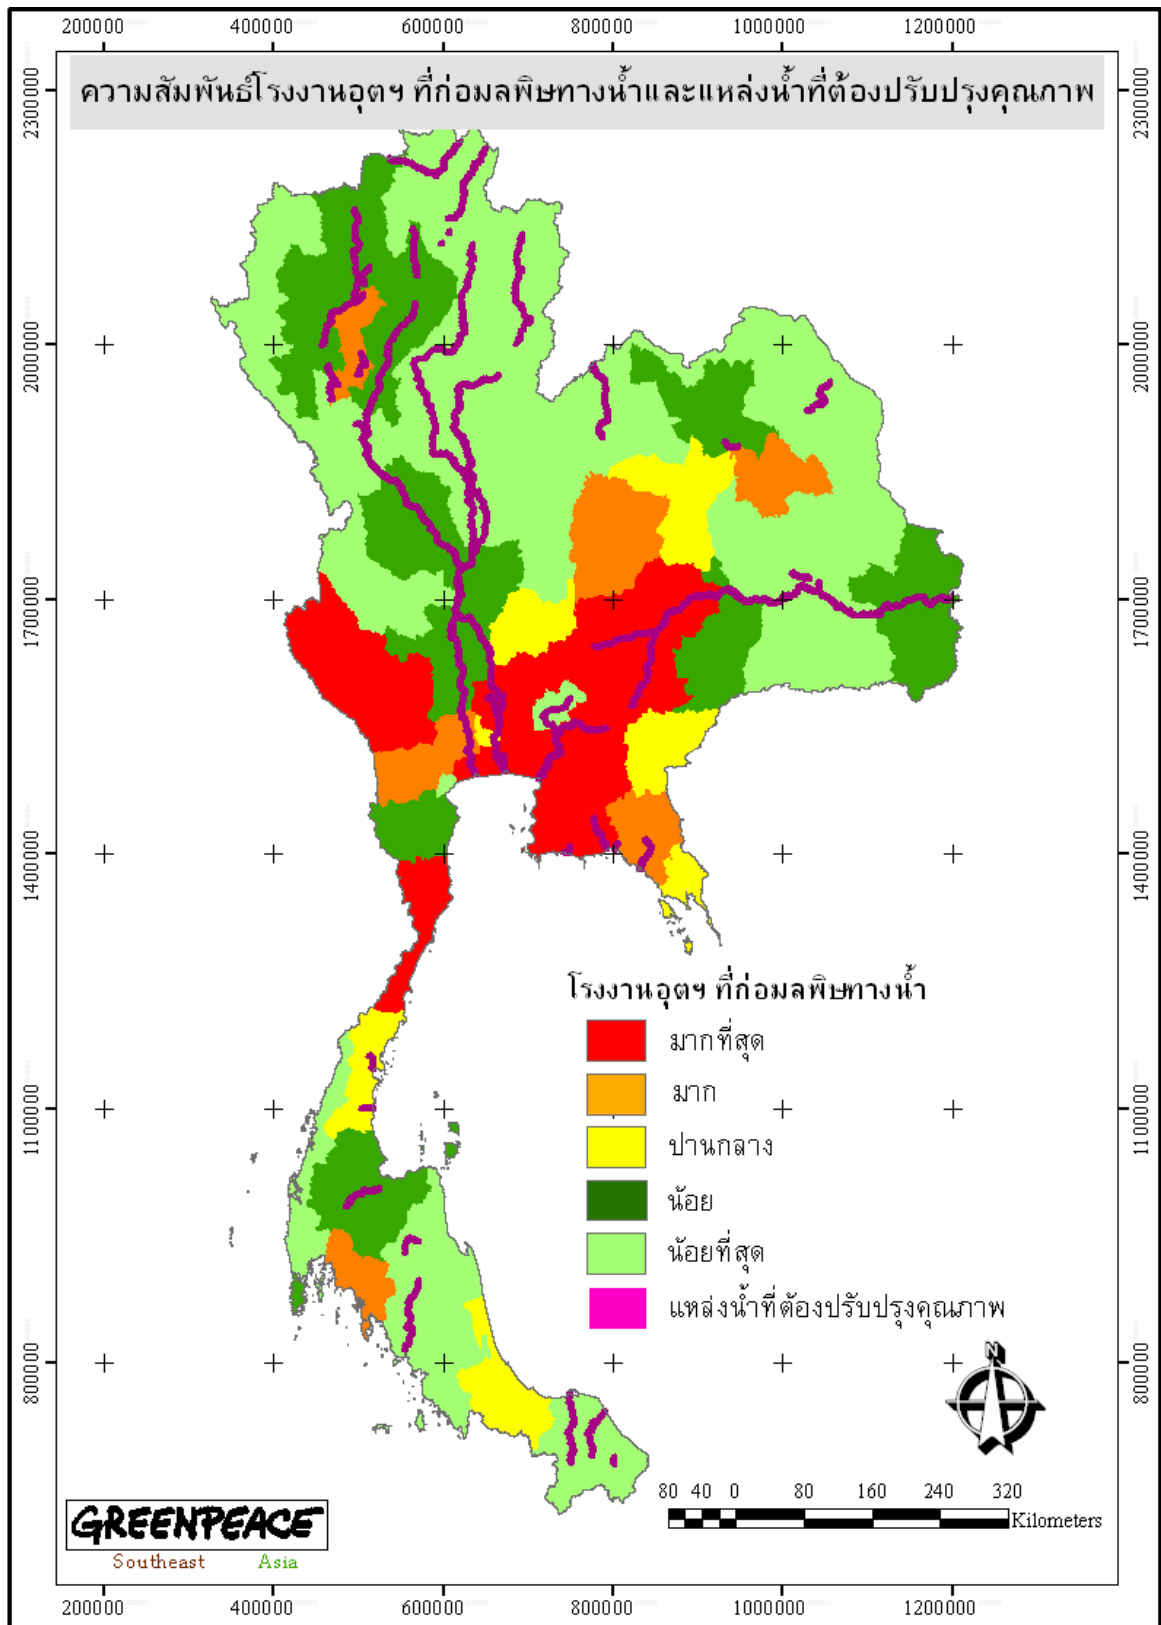 200000 400000 600000 800000 1000000 1200000
ความสัมพันธ์โรงงานอุตฯ ที่ก่อมลพิษทางน้ำและแหล่งน้ำที่ต้องปรับปรุงคุณภาพ
2300000 2300000
2000000 2000000
1700000 1700000
1400000 1400000
โรงงานอุตฯ ที่ก่อมลพิษทางน้ำ
มากที่สุด
มาก
1100000 1100000
ปานกลาง
น้อย
น้อยที่สุด
แหล่งน้ำที่ต้องปรับปรุงคุณภาพ
N
800000 800000
80 40 0 80 160 240 320
Kilometers
GREENPEACE
Southeast Asia
200000 400000 600000 800000 1000000 1200000